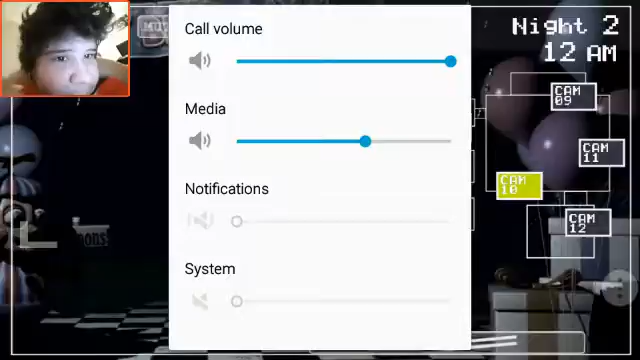 Call volume
Night 2
12 AM
Media
CAM
09
CAM
11
CAM
10
Notifications
CAM
12
System